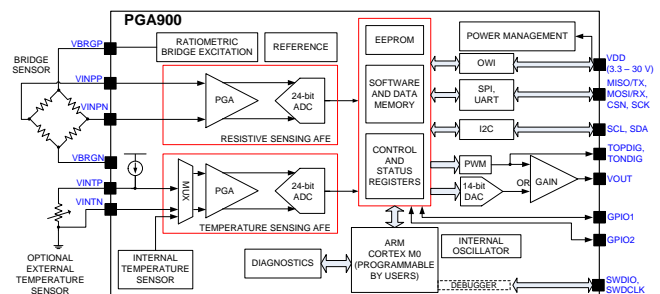 PGA900
VBRGP
RATIOMETRIC
BRIDGE EXCITATION
REFERENCE
EEPROM
POWER MANAGEMENT
BRIDGE
SENSOR
VINPP
VINPN
PGA
24-bit
ADC
RESISTIVE SENSING AFE
SOFTWARE
AND DATA
MEMORY
OWI
VDD
(3.3 – 30 V)
SPI,
UART
MISO/TX,
MOSI/RX,
CSN, SCK
I2C
SCL, SDA
VBRGN
VINTP
VINTN
MUX
PGA
24-bit
ADC
TEMPERATURE SENSING AFE
CONTROL
AND
STATUS
REGISTERS
PWM
14-bit
DAC
OR
GAIN
TOPDIG,
TONDIG
VOUT
GPIO1
GPIO2
OPTIONAL
EXTERNAL
TEMPERATURE
SENSOR
INTERNAL
TEMPERATURE
SENSOR
DIAGNOSTICS
ARM
CORTEX M0
(PROGRAMMABLE
BY USERS)
INTERNAL
OSCILLATOR
DEBUGGER
SWDIO,
SWDCLK